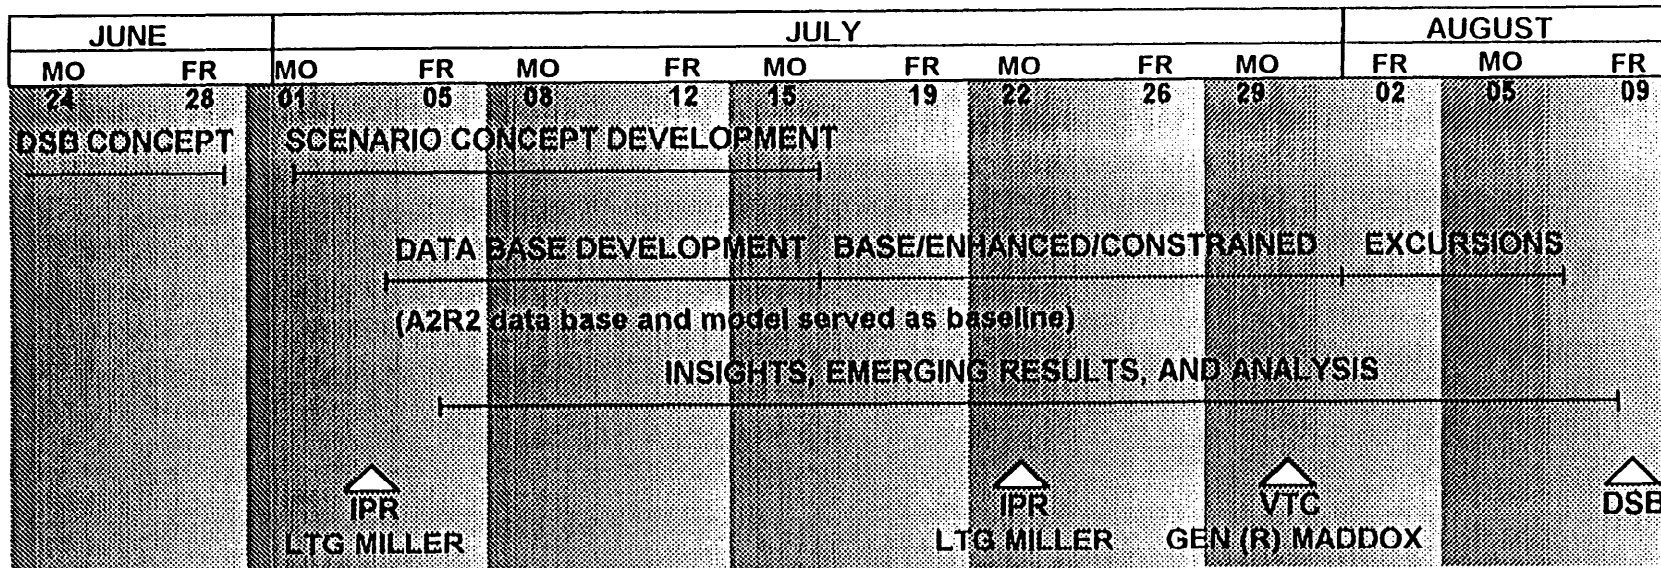 JUNE JULY AUGUST
MO FR MO FR MO FR MO FR MO FR MO FR MO FR
24 28 01 05 08 12 15 19 22 26 29 02 05 09
DSB CONCEPT SCENARIO CONCEPT DEVELOPMENT
DATA BASE DEVELOPMENT BASE/ENHANCED/CONSTRAINED EXCURSIONS
(A2R2 data base and model served as baseline)
INSIGHTS, EMERGING RESULTS, AND ANALYSIS
IPR IPR VTC DSB
LTG MILLER LTG MILLER GEN (R) MADDOX